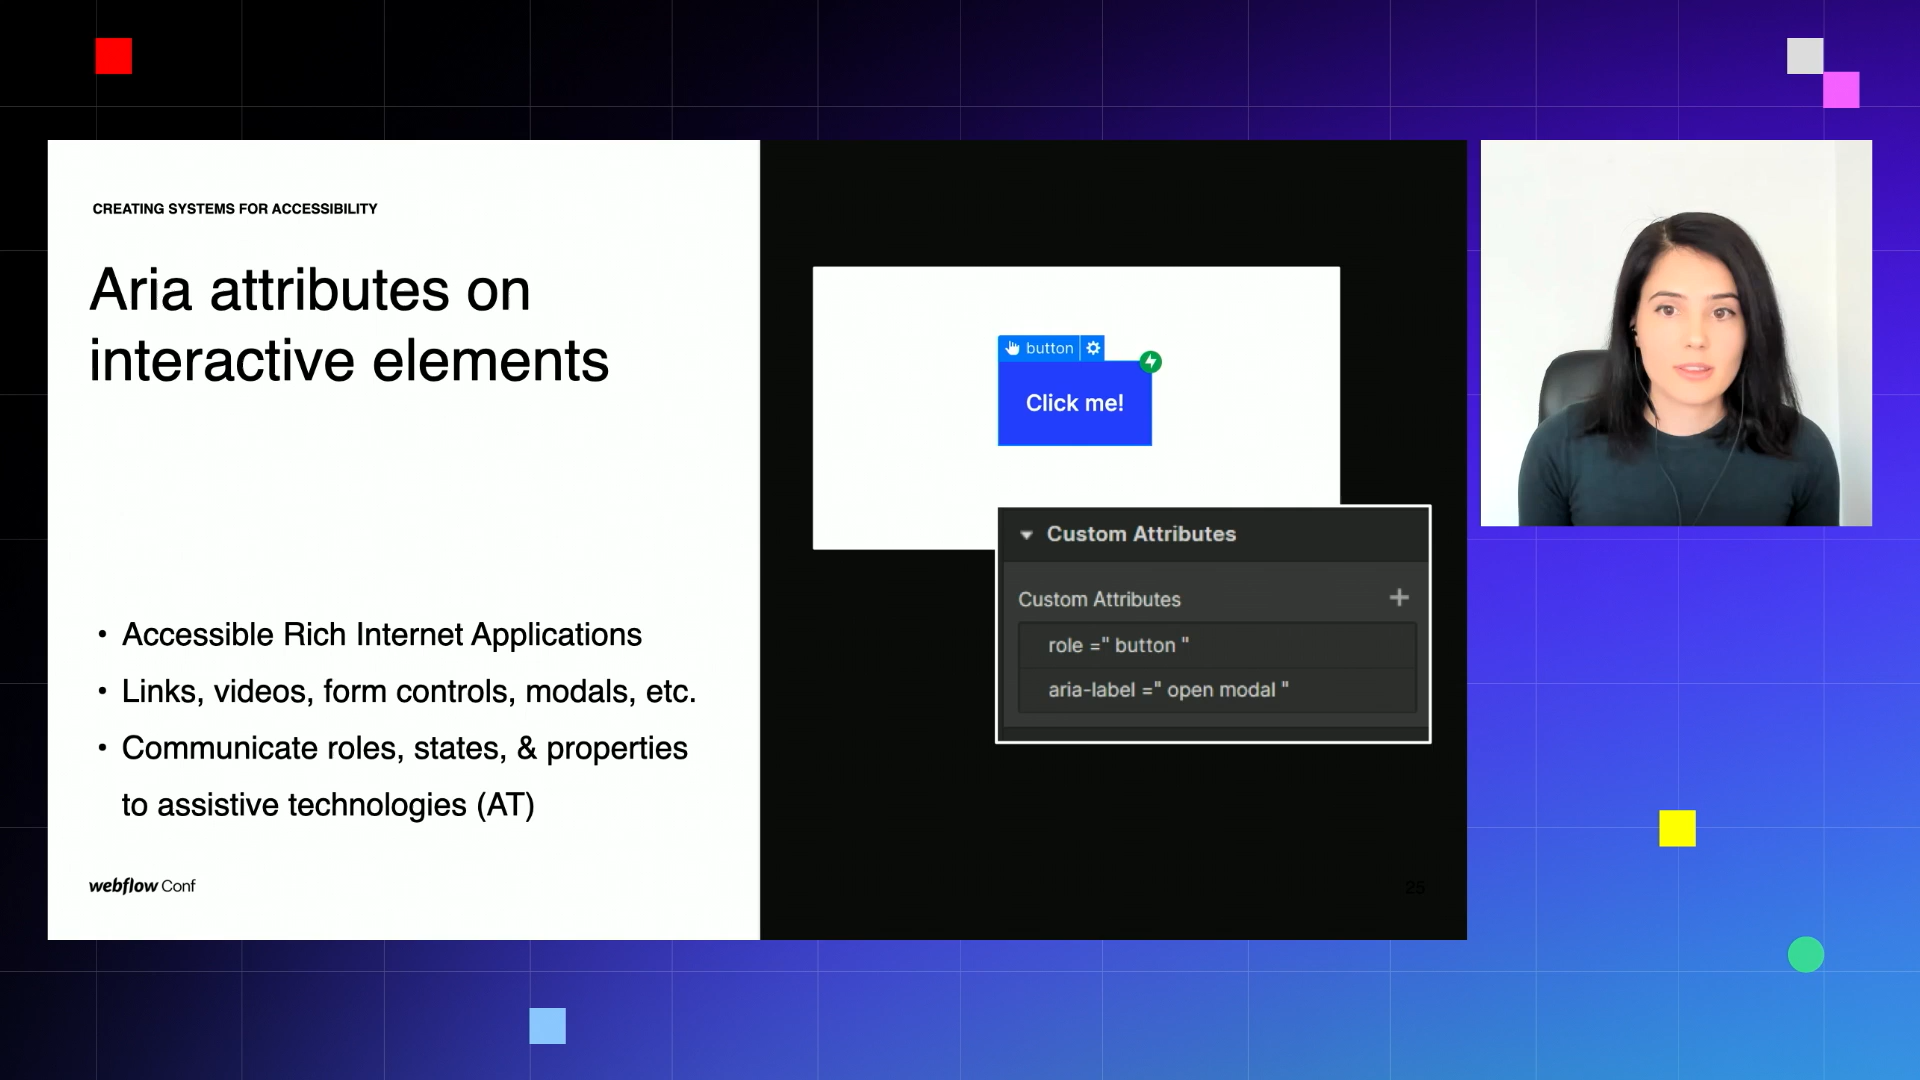 CREATING SYSTEMS FOR ACCESSIBILITY
Aria attributes on
interactive elements
• Accessible Rich Internet Applications
• Links, videos, form controls, modals, etc.
• Communicate roles, states, & properties
to assistive technologies (AT)
webflow Conf
button
Click me!
Custom Attributes
Custom Attributes +
role =" button "
aria-label =" open modal "
25